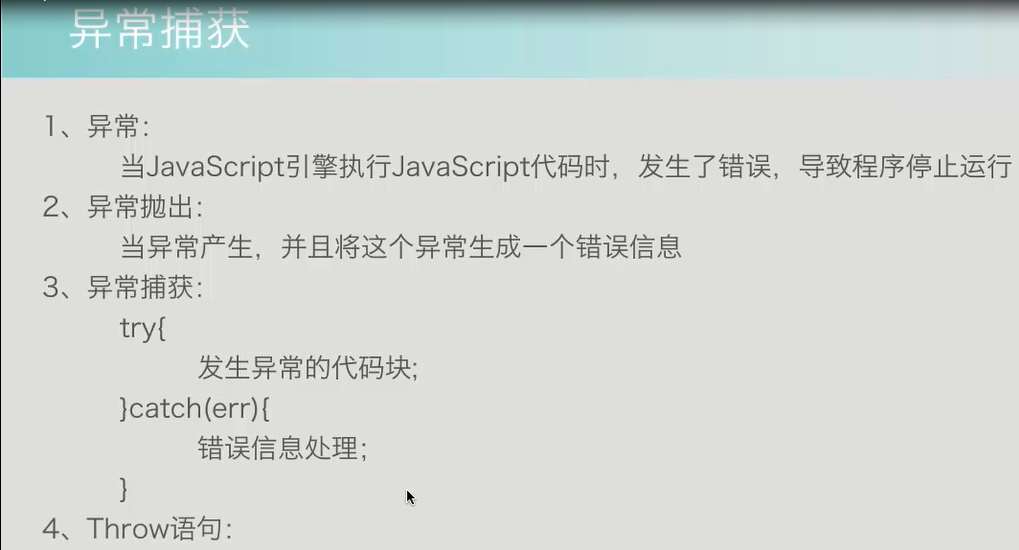 异常捕获
1、异常：
当JavaScript引擎执行JavaScript代码时，发生了错误，导致程序停止运行
2、异常抛出：
当异常产生，并且将这个异常生成一个错误信息
3、异常捕获：
try{
发生异常的代码块;
}catch(err){
错误信息处理;
}
4、Throw语句：